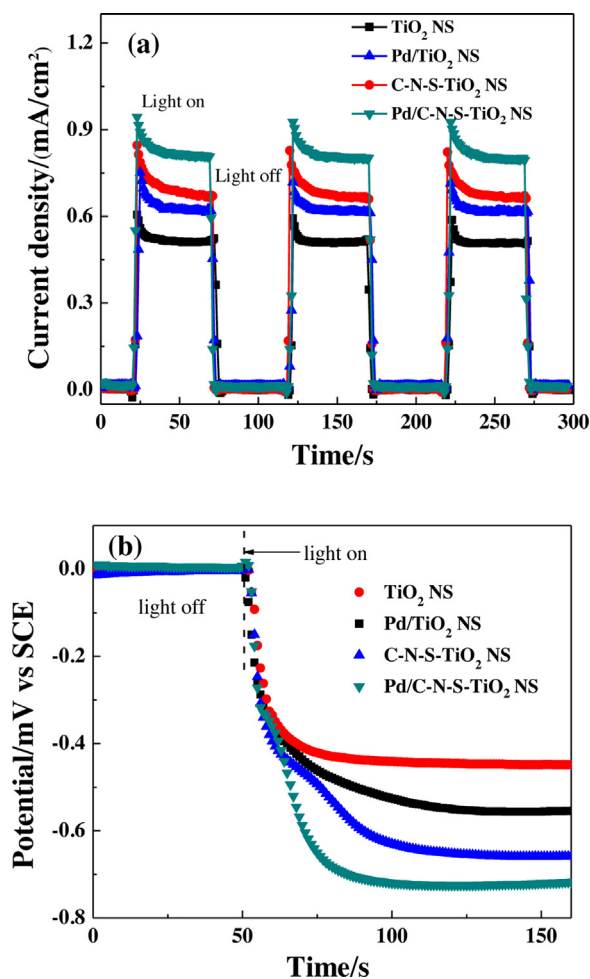 (a)
TiO₂ NS
Pd/TiO₂ NS
C-N-S-TiO₂ NS
Pd/C-N-S-TiO₂ NS
Light on
Light off
Current density/(mA/cm²)
1.2
0.9
0.6
0.3
0.0
0 50 100 150 200 250 300
Time/s
(b)
light on
light off
TiO₂ NS
Pd/TiO₂ NS
C-N-S-TiO₂ NS
Pd/C-N-S-TiO₂ NS
Potential/mV vs SCE
0.0
-0.2
-0.4
-0.6
-0.8
0 50 100 150
Time/s